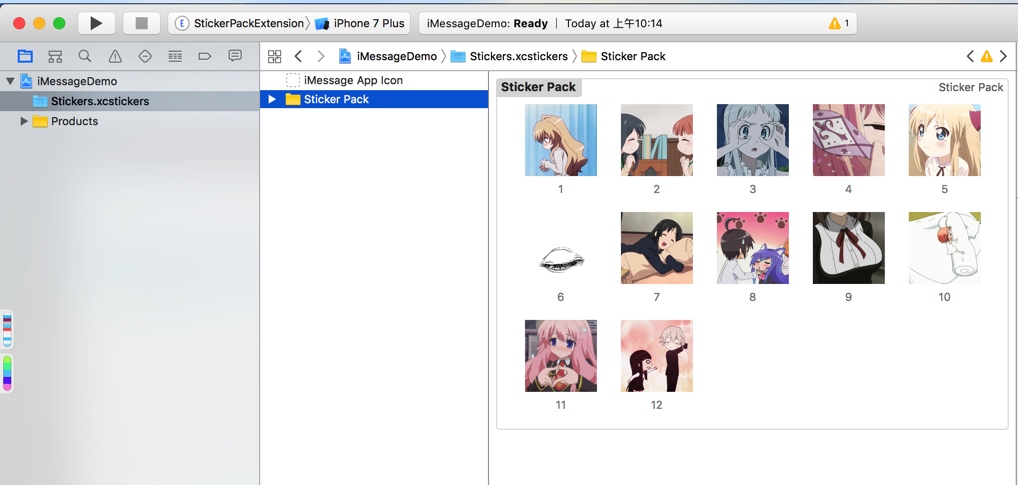 StickerPackExtension 〉 iPhone 7 Plus
iMessageDemo: Ready | Today at 上午10:14
1
iMessageDemo 〉 Stickers.xcstickers 〉 Sticker Pack
iMessageDemo
Stickers.xcstickers
Products
iMessage App Icon
Sticker Pack
Sticker Pack
Sticker Pack
1
2
3
4
5
6
7
8
9
10
11
12